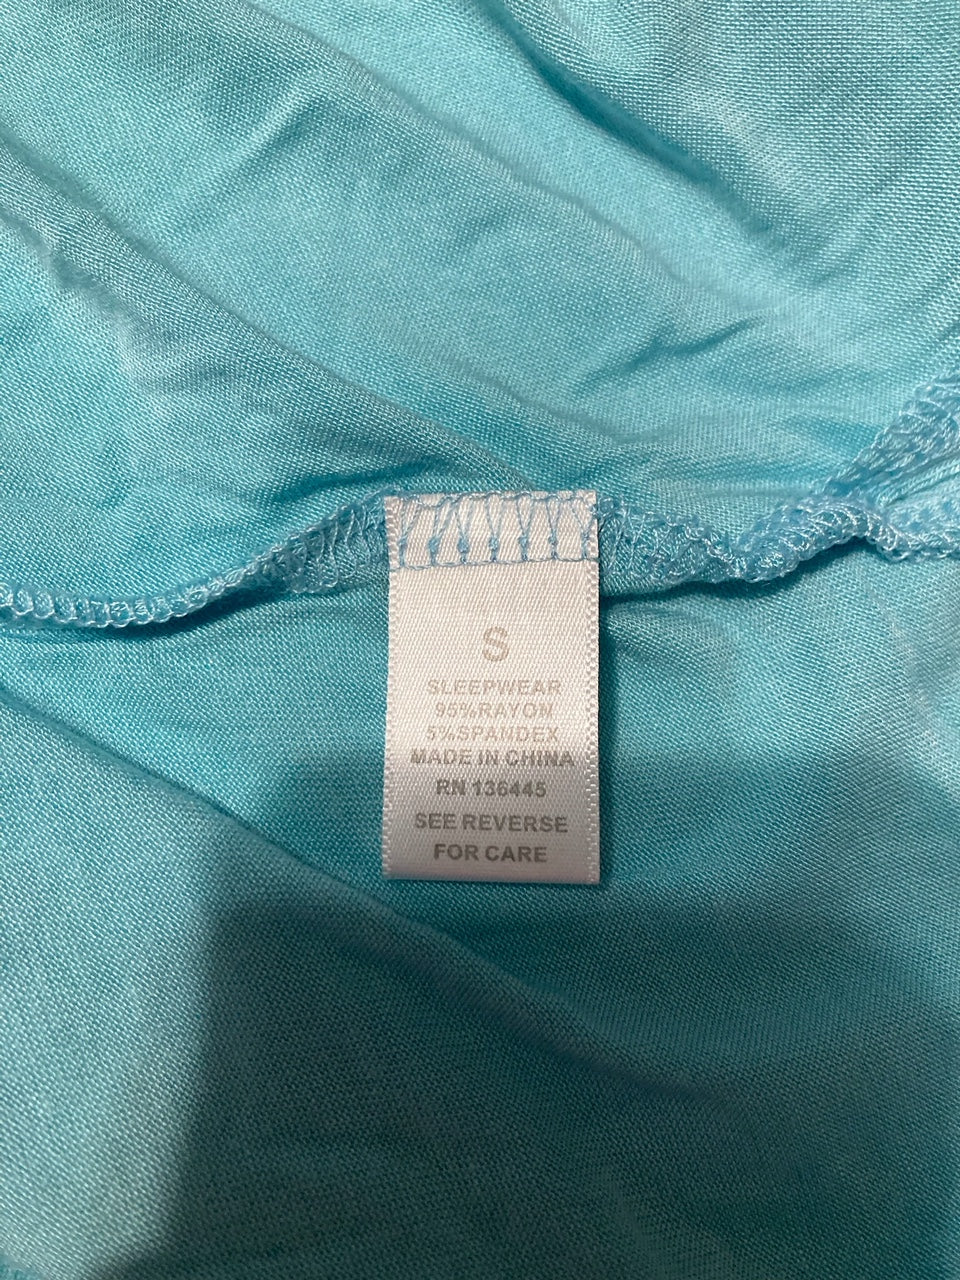 S
SLEEPWEAR
95%RAYON
5%SPANDEX
MADE IN CHINA
RN 136445
SEE REVERSE
FOR CARE